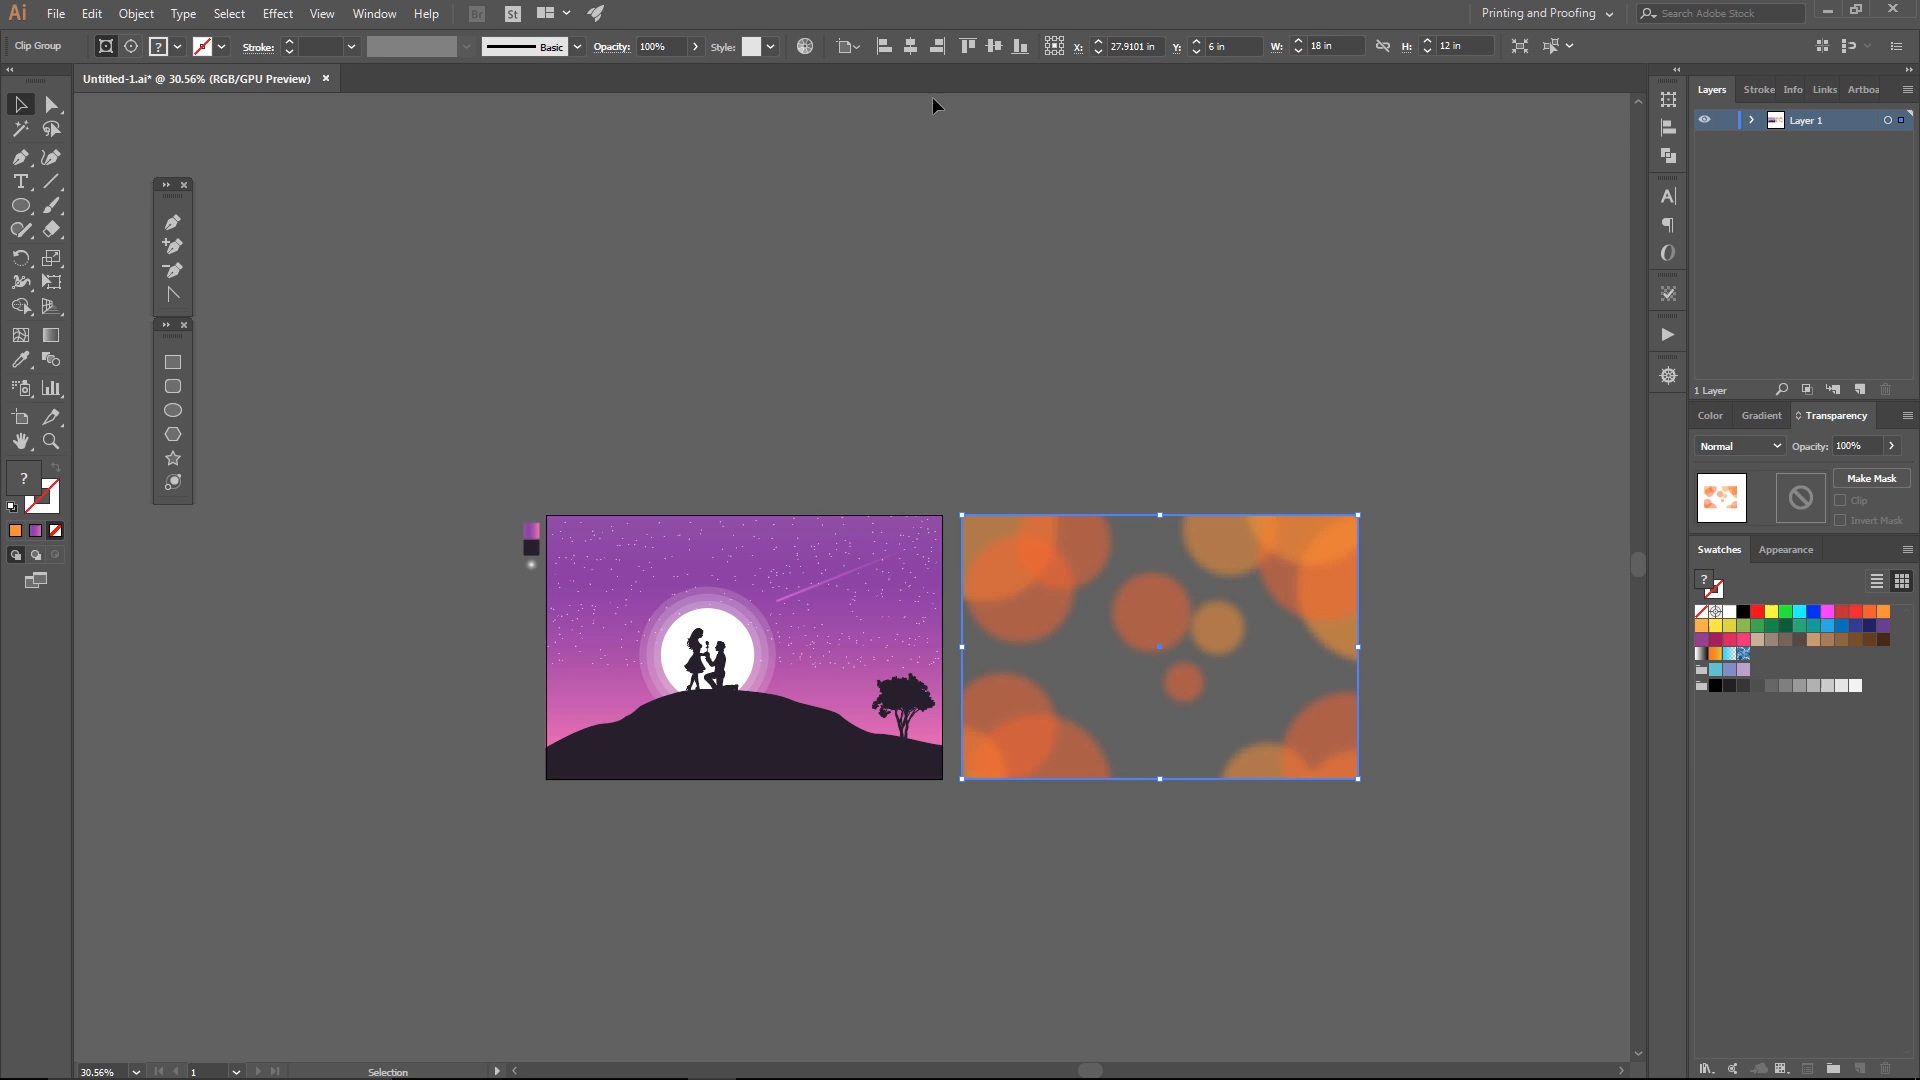 Ai File Edit Object Type Select Effect View Window Help Br St Printing and Proofing Search Adobe Stock
Clip Group ? Stroke: Basic Opacity: 100% Style: X: 27.9101 in Y: 6 in W: 18 in H: 12 in
Untitled-1.ai* @ 30.56% (RGB/GPU Preview)
Layers Stroke Info Links Artboa
Layer 1
1 Layer
Color Gradient Transparency
Normal Opacity: 100%
Make Mask
Clip
Invert Mask
Swatches Appearance
?
?
30.56% 1 Selection